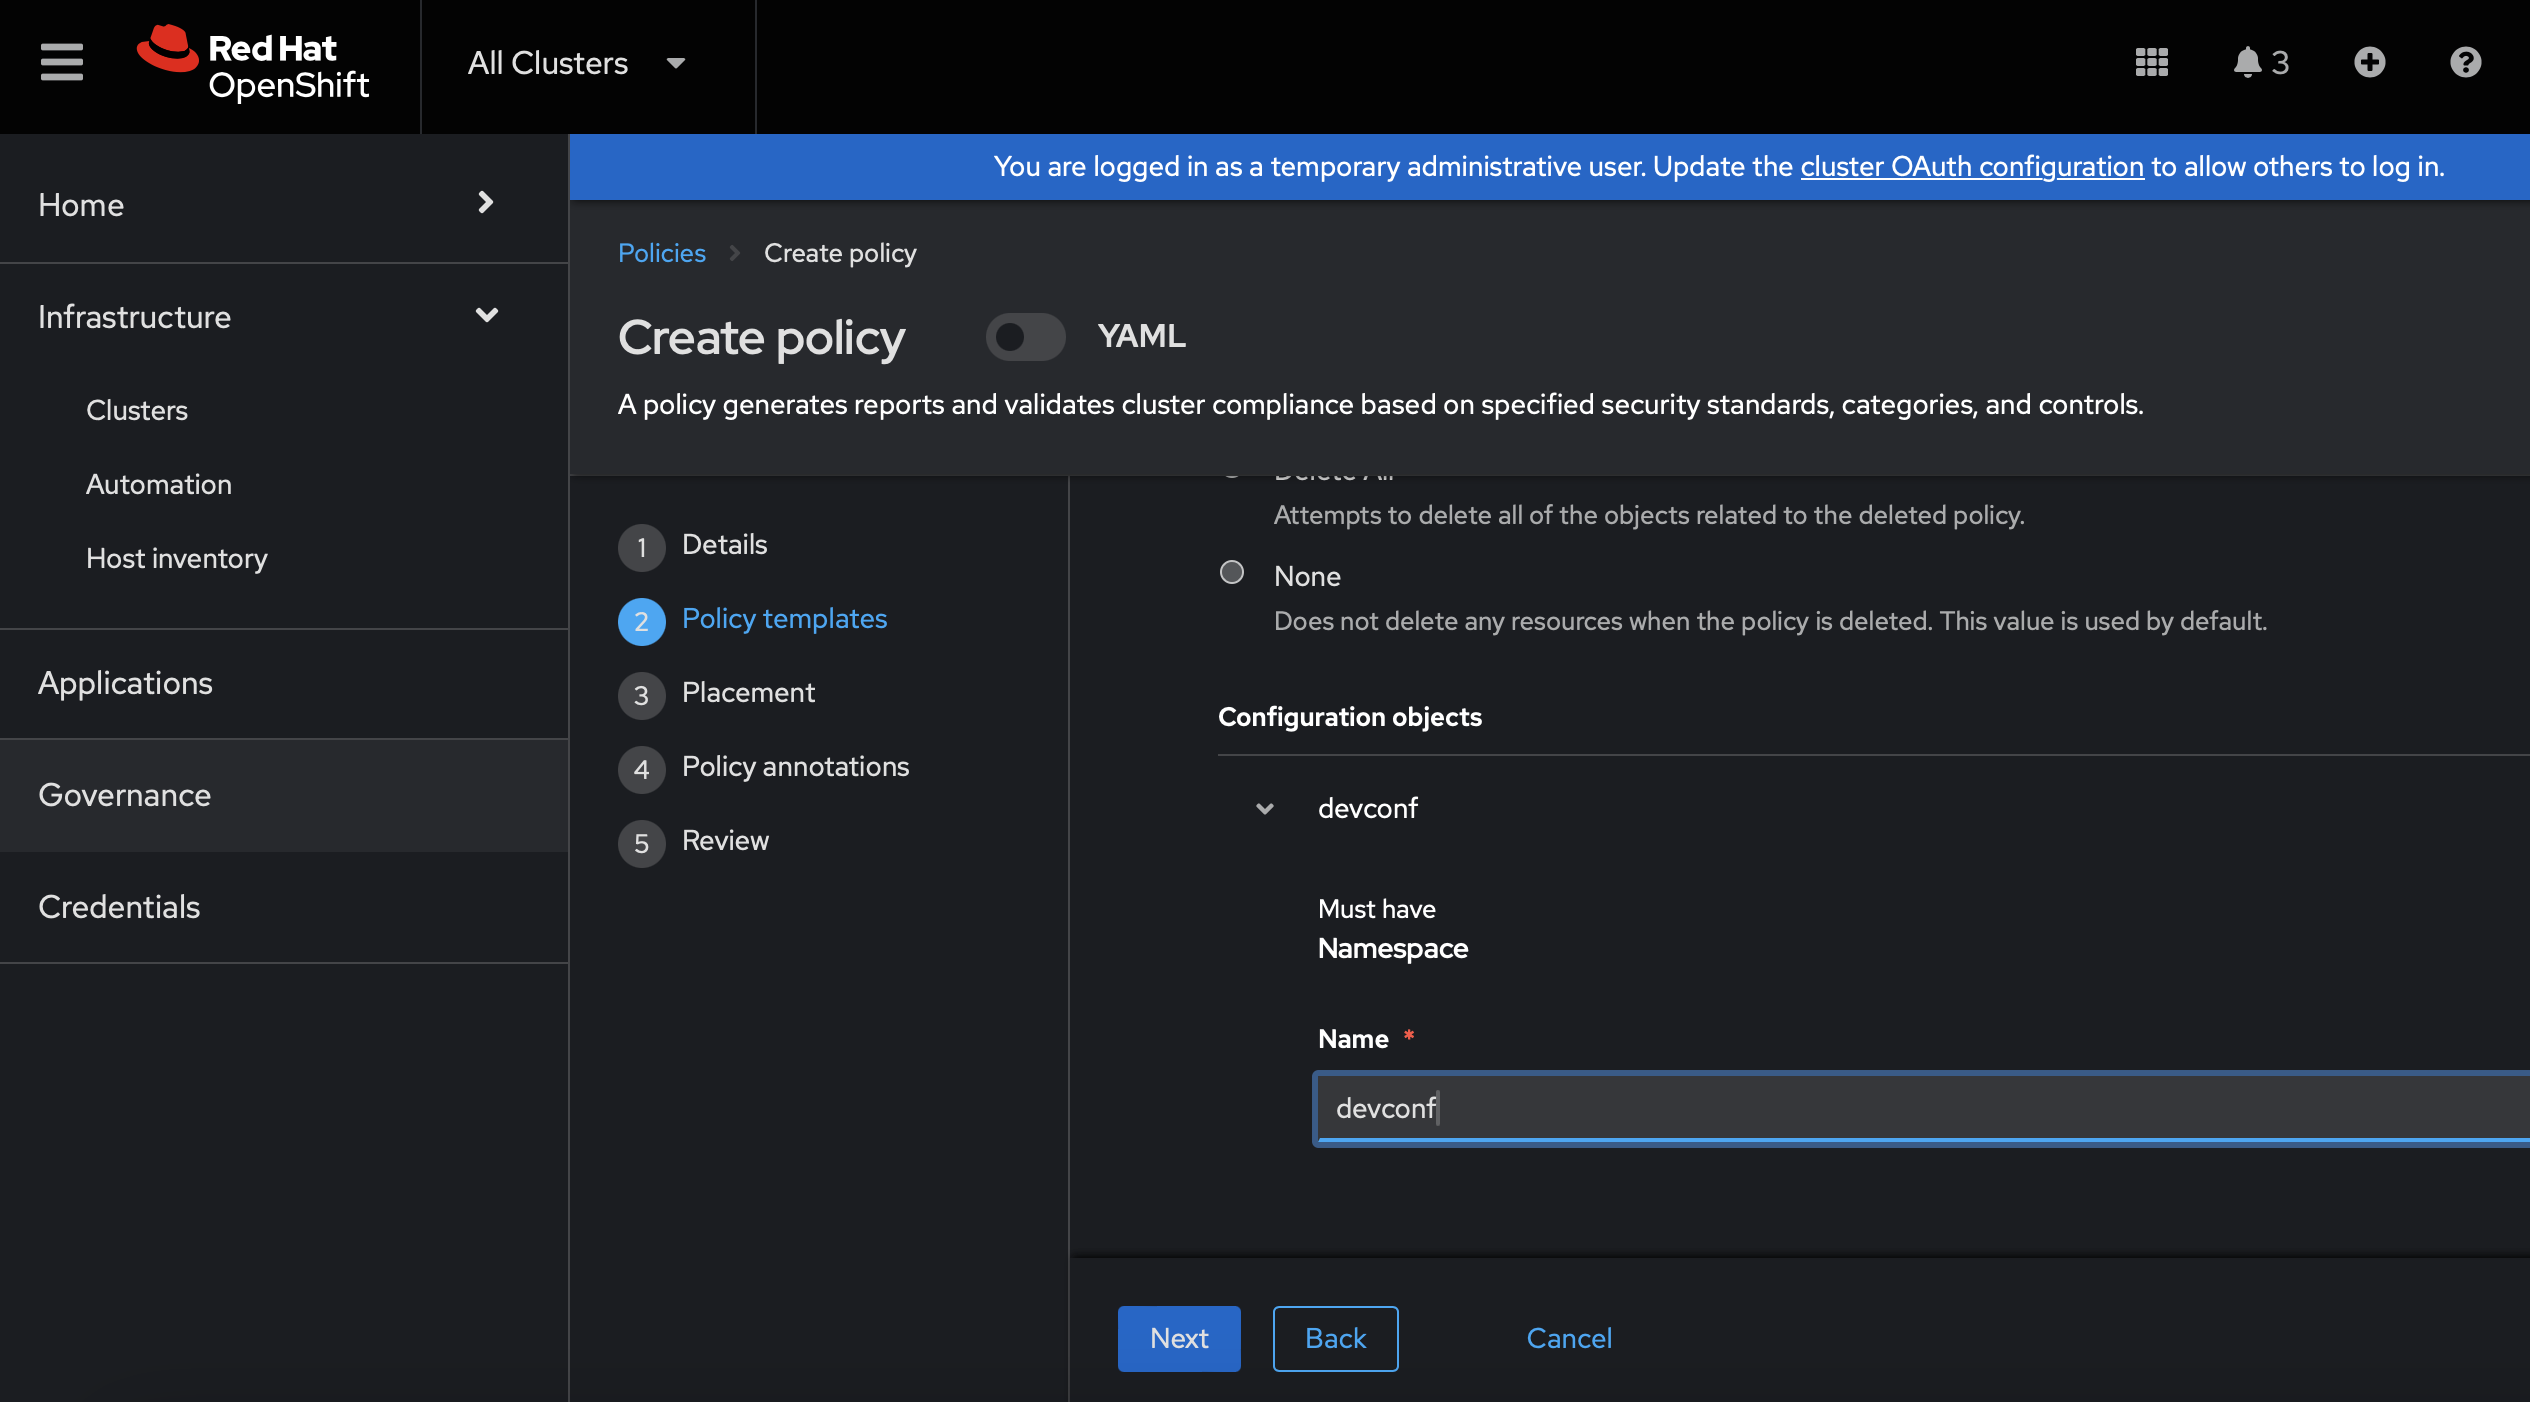 Red Hat
OpenShift
All Clusters
3
Home
Infrastructure
Clusters
Automation
Host inventory
Applications
Governance
Credentials
You are logged in as a temporary administrative user. Update the cluster OAuth configuration to allow others to log in.
Policies
Create policy
Create policy
YAML
A policy generates reports and validates cluster compliance based on specified security standards, categories, and controls.
1 Details
2 Policy templates
3 Placement
4 Policy annotations
5 Review
Delete All
Attempts to delete all of the objects related to the deleted policy.
None
Does not delete any resources when the policy is deleted. This value is used by default.
Configuration objects
devconf
Must have
Namespace
Name *
devconf
Next
Back
Cancel